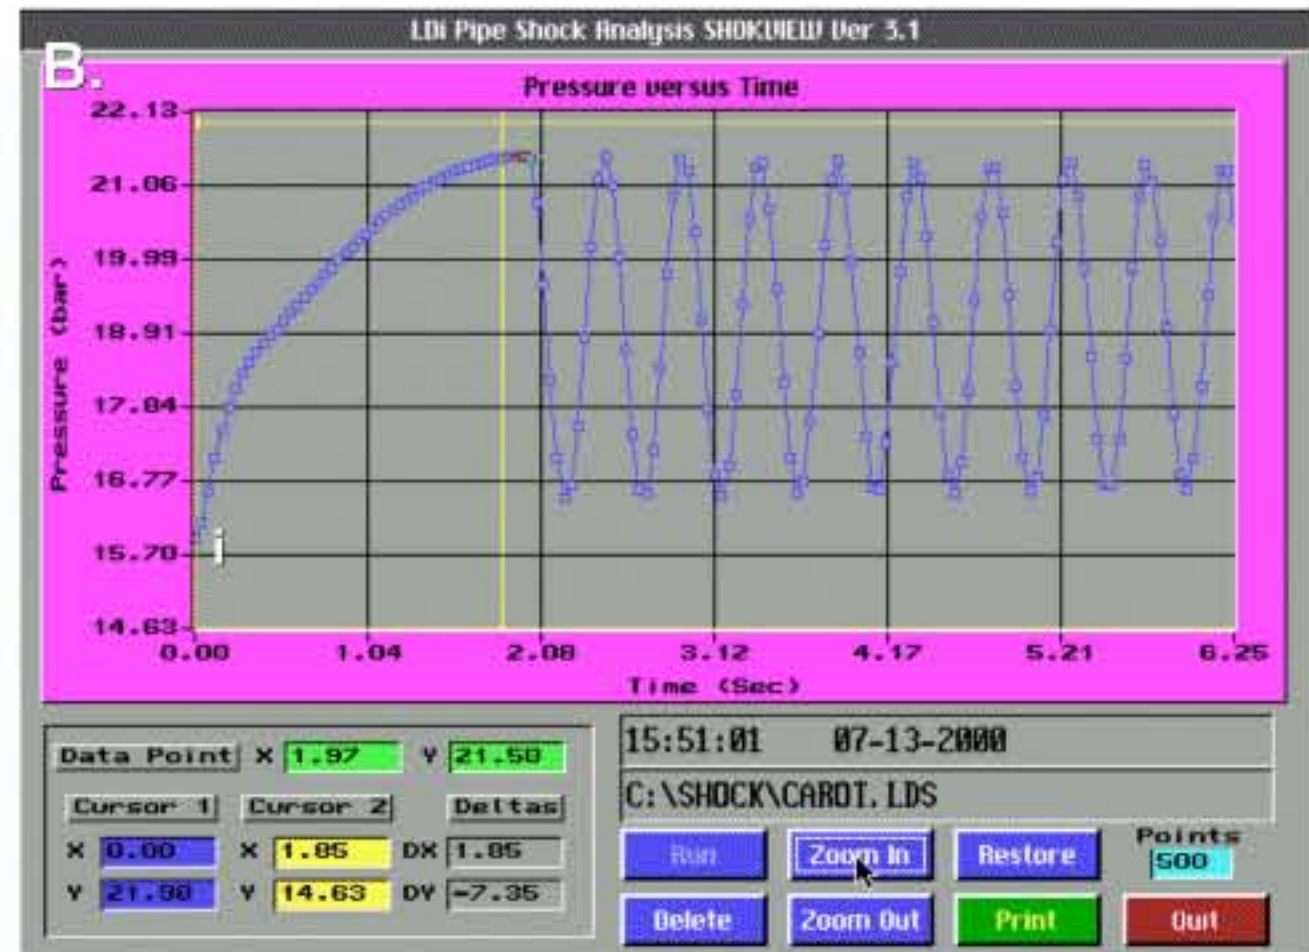 LDi Pipe Shock Analysis SHOKVIEW Ver 3.1
B.
Pressure versus Time
22.13
21.06
19.99
18.91
17.84
16.77
15.70
14.63
Pressure (bar)
i
0.00 1.04 2.08 3.12 4.17 5.21 6.25
Time (Sec)
Data Point X 1.97 Y 21.50
Cursor 1 Cursor 2 Deltas
X 0.00 X 1.85 DX 1.85
Y 21.98 Y 14.63 DY -7.35
15:51:01 07-13-2000
C:\SHOCK\CAROT.LDS
Run Zoom In Restore Points
500
Delete Zoom Out Print Quit